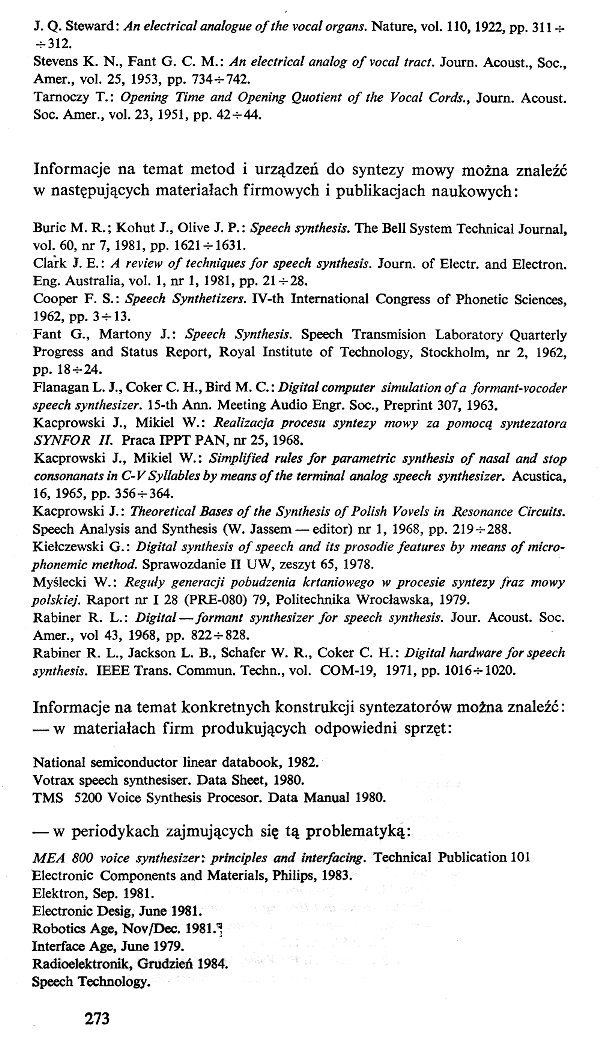 J. Q. Steward: An electrical analogue of the vocal organs. Nature, vol. 110, 1922, pp. 311÷
÷312.
Stevens K. N., Fant G. C. M.: An electrical analog of vocal tract. Journ. Acoust., Soc.,
Amer., vol. 25, 1953, pp. 734÷742.
Tarnoczy T.: Opening Time and Opening Quotient of the Vocal Cords., Journ. Acoust.
Soc. Amer., vol. 23, 1951, pp. 42÷44.
Informacje na temat metod i urządzeń do syntezy mowy można znaleźć
w następujących materiałach firmowych i publikacjach naukowych:
Buric M. R.; Kohut J., Olive J. P.: Speech synthesis. The Bell System Technical Journal,
vol. 60, nr 7, 1981, pp. 1621÷1631.
Clark J. E.: A review of techniques for speech synthesis. Journ. of Electr. and Electron.
Eng. Australia, vol. 1, nr 1, 1981, pp. 21÷28.
Cooper F. S.: Speech Synthetizers. IV-th International Congress of Phonetic Sciences,
1962, pp. 3÷13.
Fant G., Martony J.: Speech Synthesis. Speech Transmision Laboratory Quarterly
Progress and Status Report, Royal Institute of Technology, Stockholm, nr 2, 1962,
pp. 18÷24.
Flanagan L. J., Coker C. H., Bird M. C.: Digital computer simulation of a formant-vocoder
speech synthesizer. 15-th Ann. Meeting Audio Engr. Soc., Preprint 307, 1963.
Kacprowski J., Mikiel W.: Realizacja procesu syntezy mowy za pomocą syntezatora
SYNFOR II. Praca IPPT PAN, nr 25, 1968.
Kacprowski J., Mikiel W.: Simplified rules for parametric synthesis of nasal and stop
consonanats in C-V Syllables by means of the terminal analog speech synthesizer. Acustica,
16, 1965, pp. 356÷364.
Kacprowski J.: Theoretical Bases of the Synthesis of Polish Vovels in Resonance Circuits.
Speech Analysis and Synthesis (W. Jassem — editor) nr 1, 1968, pp. 219÷288.
Kiełczewski G.: Digital synthesis of speech and its prosodie features by means of micro-
phonemic method. Sprawozdanie II UW, zeszyt 65, 1978.
Myślecki W.: Reguły generacji pobudzenia krtaniowego w procesie syntezy fraz mowy
polskiej. Raport nr I 28 (PRE-080) 79, Politechnika Wrocławska, 1979.
Rabiner R. L.: Digital — formant synthesizer for speech synthesis. Jour. Acoust. Soc.
Amer., vol 43, 1968, pp. 822÷828.
Rabiner R. L., Jackson L. B., Schafer W. R., Coker C. H.: Digital hardware for speech
synthesis. IEEE Trans. Commun. Techn., vol. COM-19, 1971, pp. 1016÷1020.
Informacje na temat konkretnych konstrukcji syntezatorów można znaleźć:
— w materiałach firm produkujących odpowiedni sprzęt:
National semiconductor linear databook, 1982.
Votrax speech synthesiser. Data Sheet, 1980.
TMS 5200 Voice Synthesis Procesor. Data Manual 1980.
— w periodykach zajmujących się tą problematyką:
MEA 800 voice synthesizer: principles and interfacing. Technical Publication 101
Electronic Components and Materials, Philips, 1983.
Elektron, Sep. 1981.
Electronic Desig, June 1981.
Robotics Age, Nov/Dec. 1981.
Interface Age, June 1979.
Radioelektronik, Grudzień 1984.
Speech Technology.
273